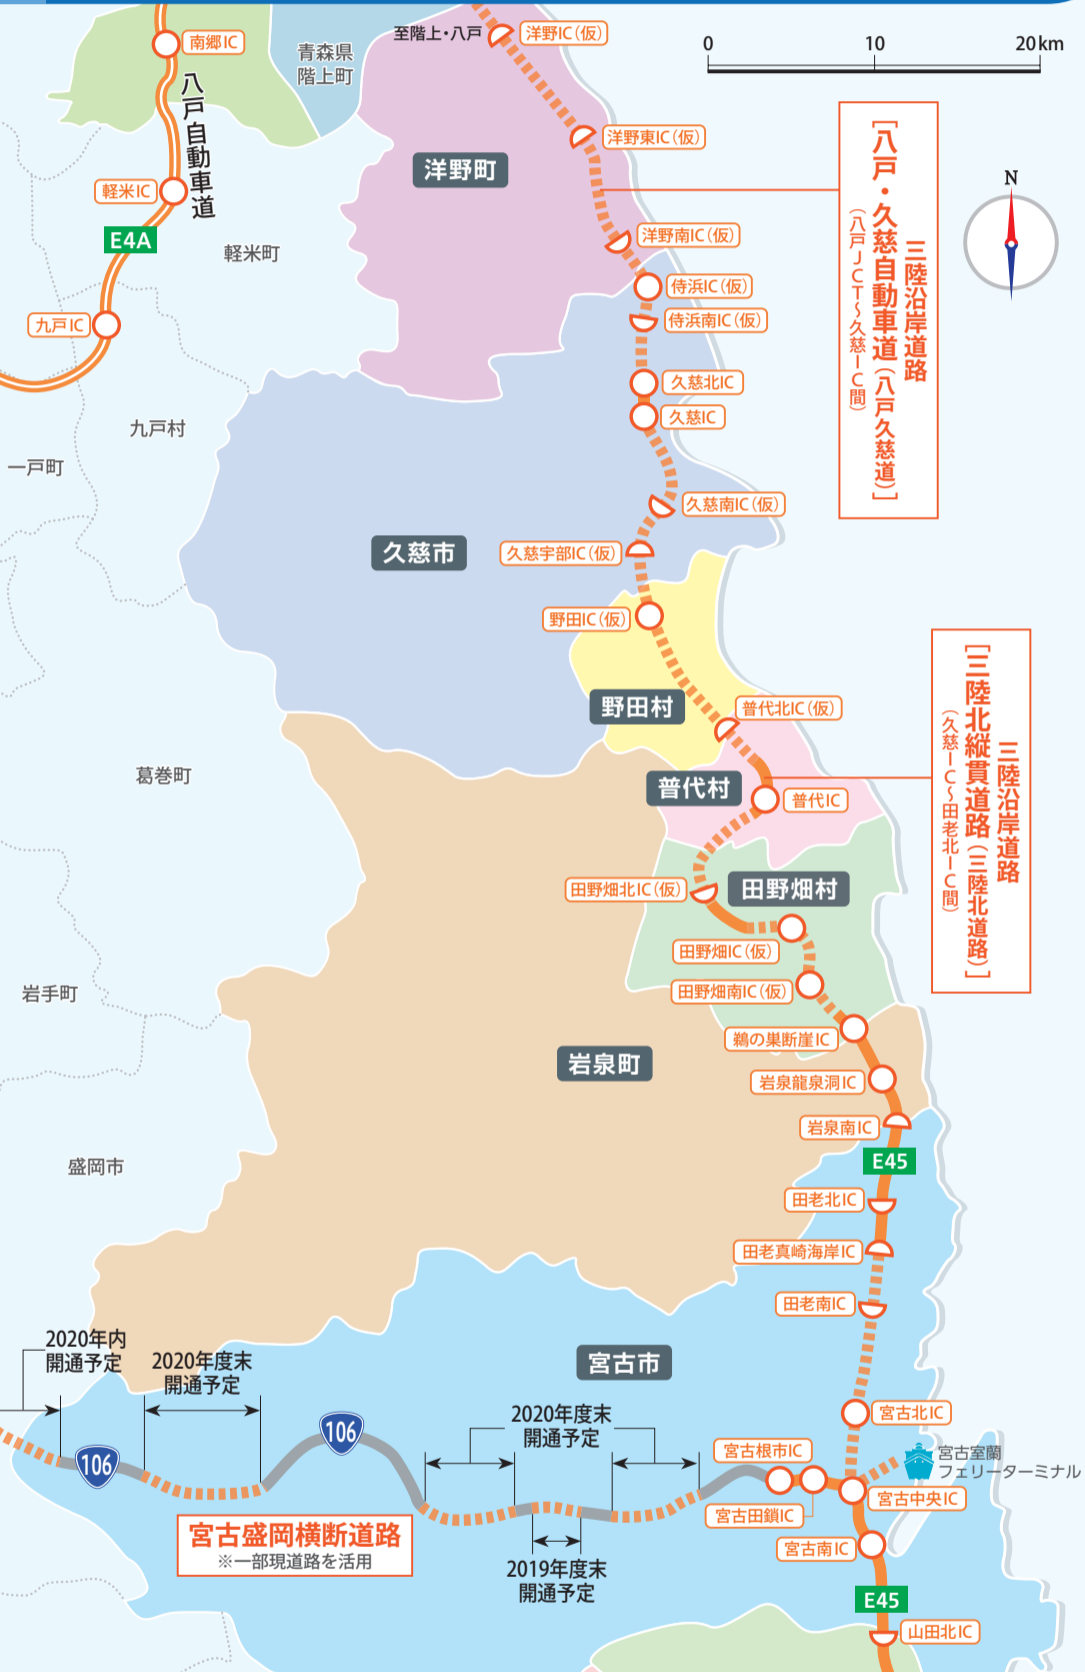 至階上・八戸
洋野IC(仮)
0
10
20km
南郷IC
青森県
階上町
八戸自動車道
洋野東IC(仮)
洋野町
軽米IC
E4A
軽米町
洋野南IC(仮)
侍浜IC(仮)
侍浜南IC(仮)
三陸沿岸道路
[八戸・久慈自動車道(八戸久慈道)]
(八戸JCT〜久慈IC間)
N
九戸IC
久慈北IC
久慈IC
九戸村
一戸町
久慈南IC(仮)
久慈市
久慈宇部IC(仮)
野田IC(仮)
野田村
普代北IC(仮)
三陸沿岸道路
[三陸北縦貫道路(三陸北道路)]
(久慈IC〜田老北IC間)
葛巻町
普代村
普代IC
田野畑北IC(仮)
田野畑村
田野畑IC(仮)
田野畑南IC(仮)
岩手町
鵜の巣断崖IC
岩泉町
岩泉龍泉洞IC
岩泉南IC
E45
盛岡市
田老北IC
田老真崎海岸IC
田老南IC
2020年内
開通予定
2020年度末
開通予定
宮古市
2020年度末
開通予定
宮古北IC
106
106
宮古根市IC
宮古室蘭
フェリーターミナル
宮古中央IC
宮古田鎖IC
宮古盛岡横断道路
※一部現道路を活用
宮古南IC
2019年度末
開通予定
E45
山田北IC